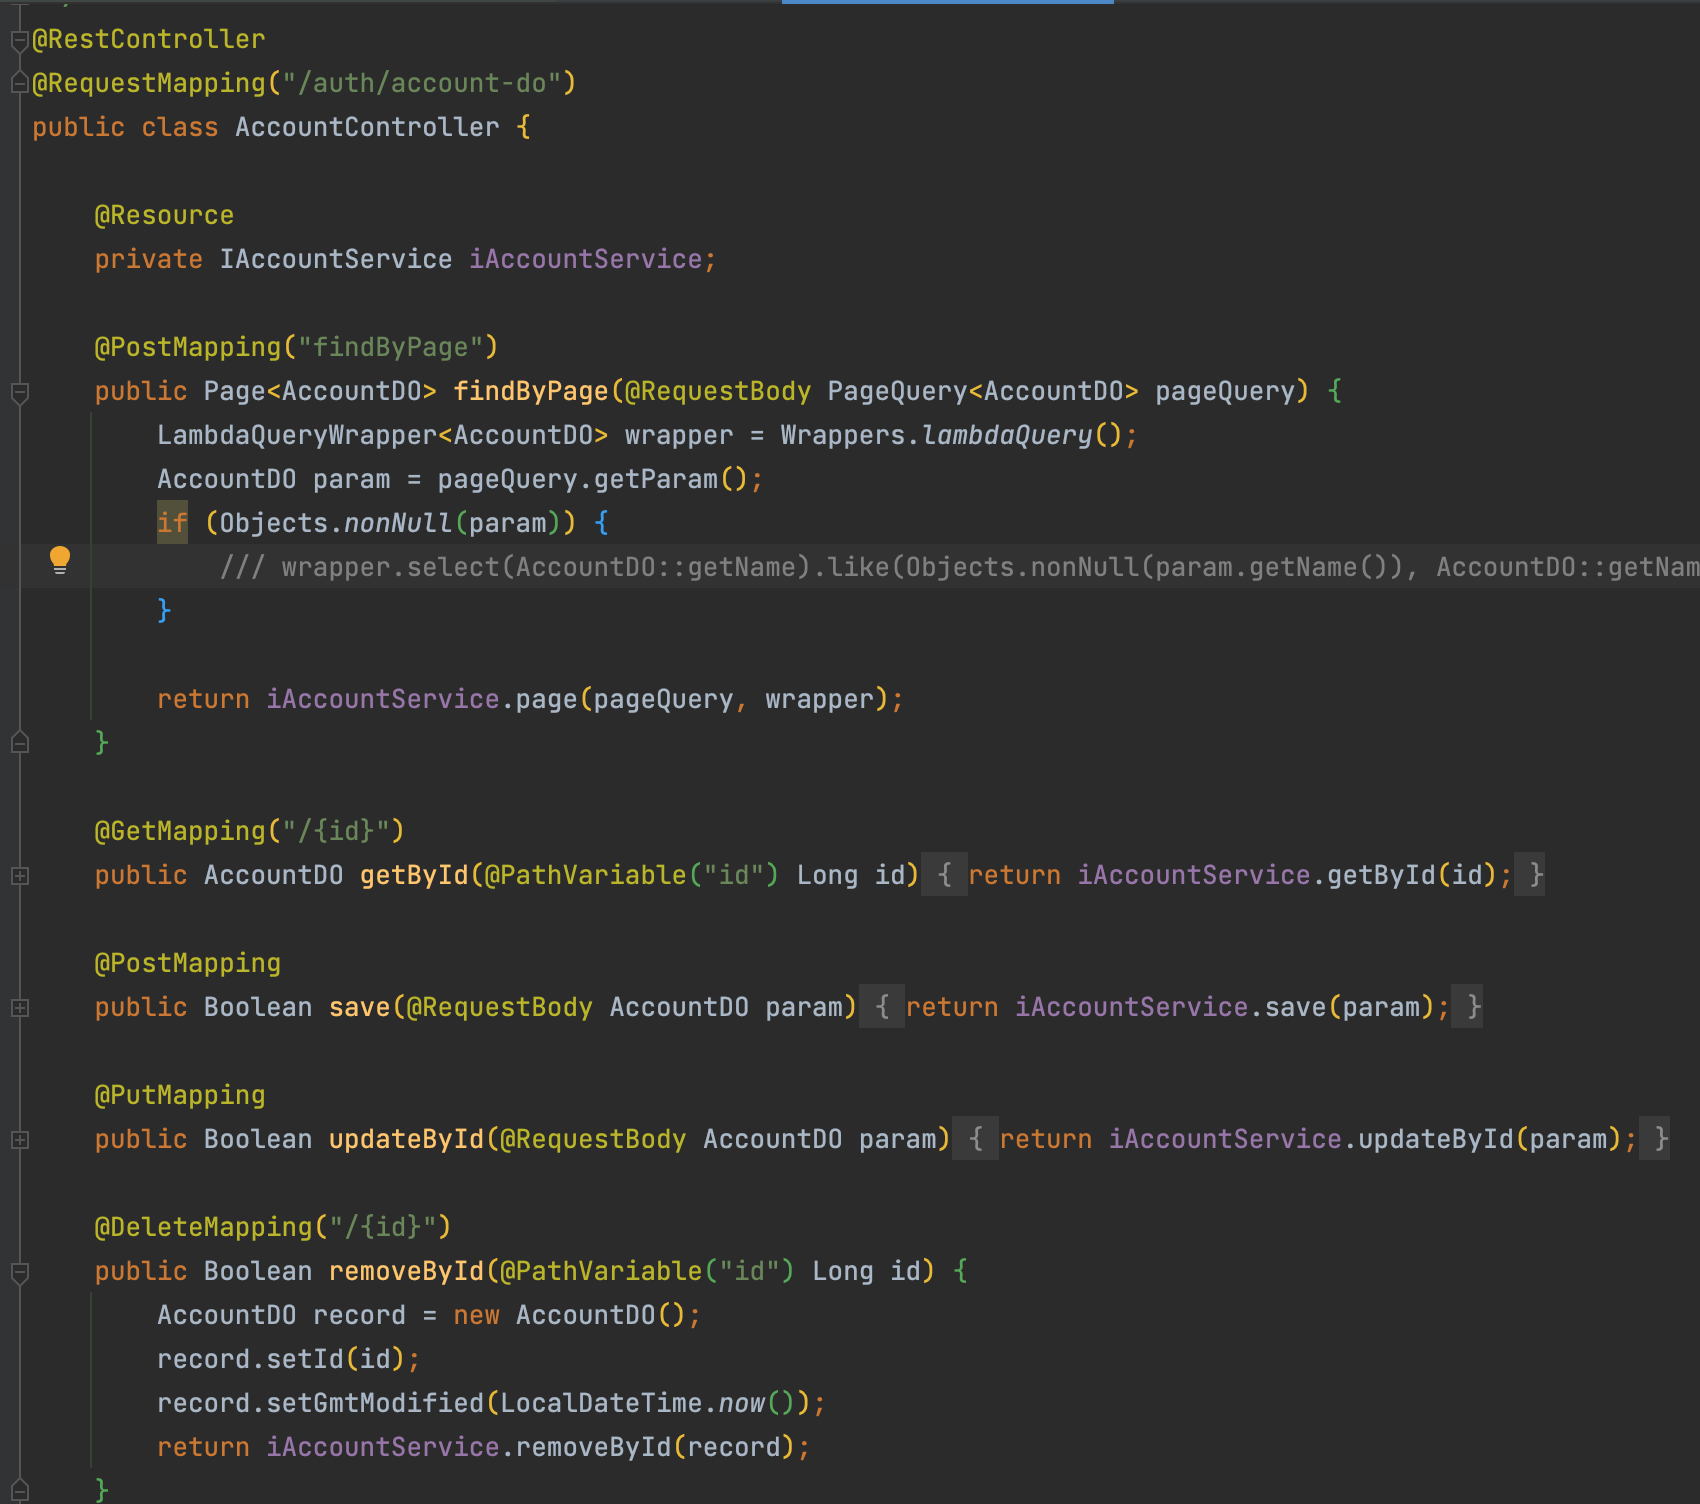 @RestController
@RequestMapping("/auth/account-do")
public class AccountController {
@Resource
private IAccountService iAccountService;
@PostMapping("findByPage")
public Page<AccountDO> findByPage(@RequestBody PageQuery<AccountDO> pageQuery) {
LambdaQueryWrapper<AccountDO> wrapper = Wrappers.lambdaQuery();
AccountDO param = pageQuery.getParam();
if (Objects.nonNull(param)) {
/// wrapper.select(AccountDO::getName).like(Objects.nonNull(param.getName()), AccountDO::getNam
}
return iAccountService.page(pageQuery, wrapper);
}
@GetMapping("/{id}")
public AccountDO getById(@PathVariable("id") Long id) { return iAccountService.getById(id); }
@PostMapping
public Boolean save(@RequestBody AccountDO param) { return iAccountService.save(param); }
@PutMapping
public Boolean updateById(@RequestBody AccountDO param) { return iAccountService.updateById(param); }
@DeleteMapping("/{id}")
public Boolean removeById(@PathVariable("id") Long id) {
AccountDO record = new AccountDO();
record.setId(id);
record.setGmtModified(LocalDateTime.now());
return iAccountService.removeById(record);
}